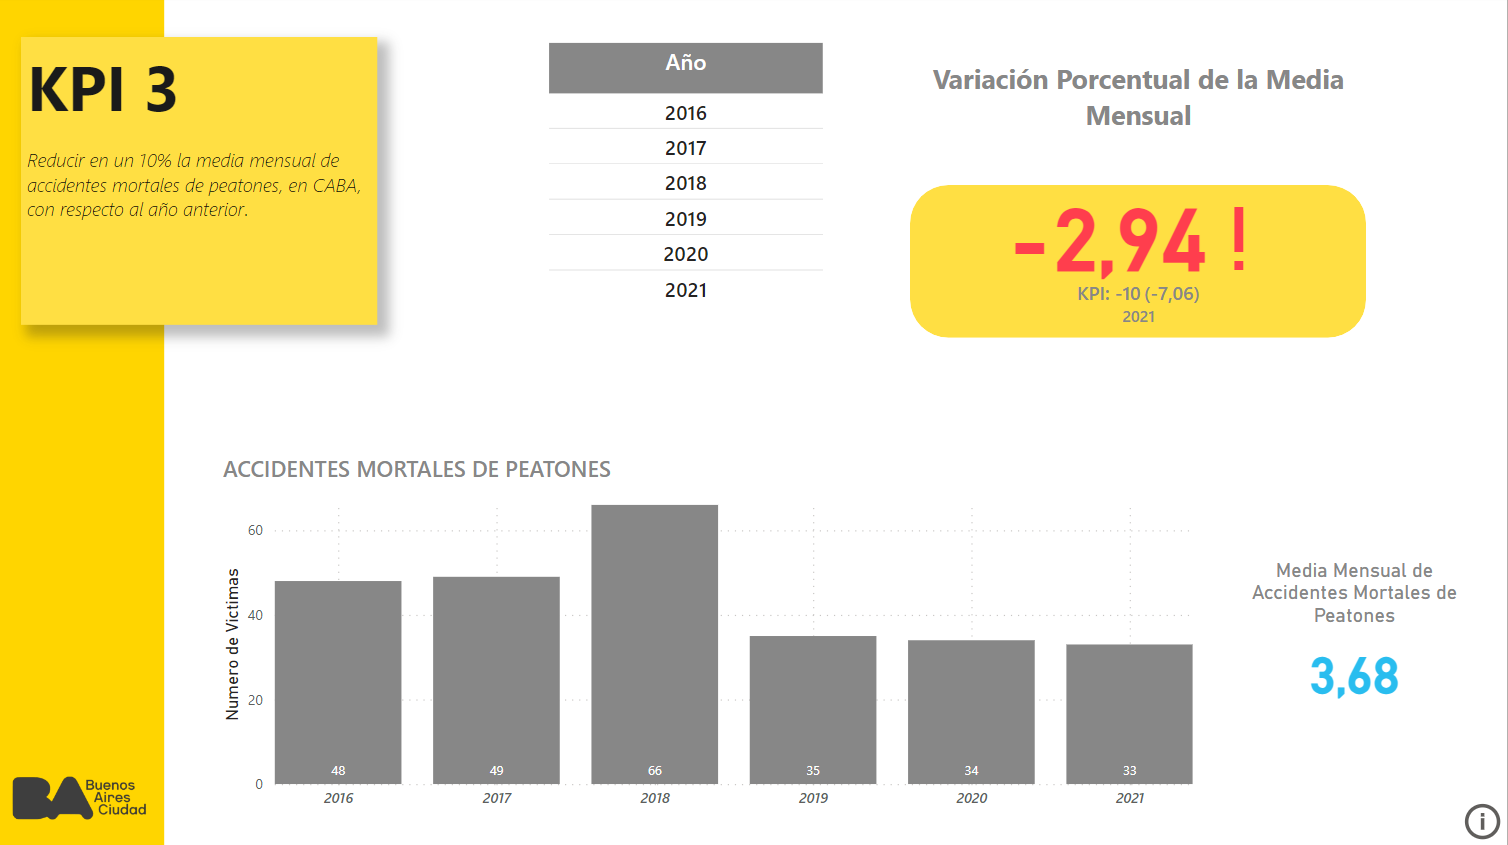 KPI 3
Reducir en un 10% la media mensual de
accidentes mortales de peatones, en CABA,
con respecto al año anterior.
Año
2016
2017
2018
2019
2020
2021
Variación Porcentual de la Media
Mensual
-2,94 !
KPI: -10 (-7,06)
2021
ACCIDENTES MORTALES DE PEATONES
Numero de Victimas
60
40
20
0
48
49
66
35
34
33
2016
2017
2018
2019
2020
2021
Media Mensual de
Accidentes Mortales de
Peatones
3,68
BA
Buenos
Aires
Ciudad
i